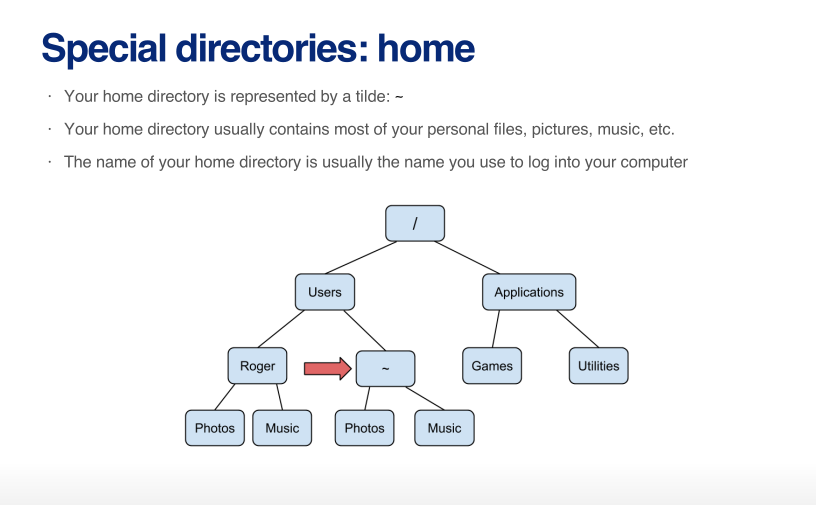 Special directories: home
· Your home directory is represented by a tilde: ~
· Your home directory usually contains most of your personal files, pictures, music, etc.
· The name of your home directory is usually the name you use to log into your computer
/
Users
Applications
Roger
~
Games
Utilities
Photos
Music
Photos
Music